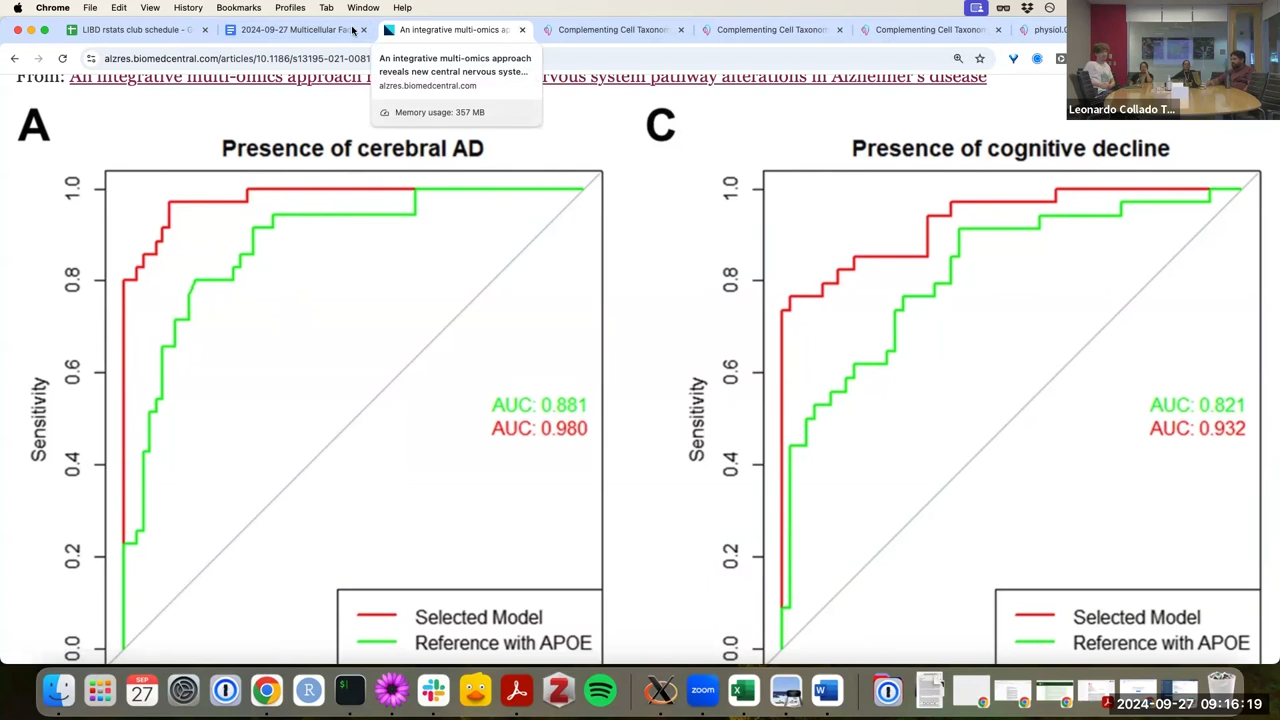 Chrome File Edit View History Bookmarks Profiles Tab Window Help
LIBD rstats club schedule - G
2024-09-27 Multicellular Fac
An integrative multi-omics ap
Complementing Cell Taxonom
Complementing Cell Taxonom
Complementing Cell Taxonom
physiol.
alzres.biomedcentral.com/articles/10.1186/s13195-021-0081
An integrative multi-omics approach
reveals new central nervous syste...
alzres.biomedcentral.com
Memory usage: 357 MB
Leonardo Collado T...
From: An integrative multi-omics approach r vous system pathway alterations in Alzheimer's disease
A
Presence of cerebral AD
Sensitivity
1.0
0.8
0.6
0.4
0.2
0.0
AUC: 0.881
AUC: 0.980
Selected Model
Reference with APOE
C
Presence of cognitive decline
Sensitivity
1.0
0.8
0.6
0.4
0.2
0.0
AUC: 0.821
AUC: 0.932
Selected Model
Reference with APOE
SEP
27
R
$
zoom
X
W
2024-09-27 09:16:19